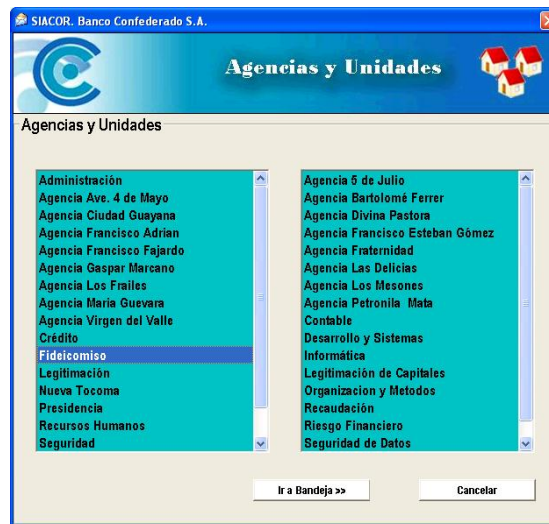 SIACOR. Banco Confederado S.A.
Agencias y Unidades
Agencias y Unidades
Administración
Agencia Ave. 4 de Mayo
Agencia Ciudad Guayana
Agencia Francisco Adrian
Agencia Francisco Fajardo
Agencia Gaspar Marcano
Agencia Los Frailes
Agencia Maria Guevara
Agencia Virgen del Valle
Crédito
Fideicomiso
Legitimación
Nueva Tocoma
Presidencia
Recursos Humanos
Seguridad
Agencia 5 de Julio
Agencia Bartolomé Ferrer
Agencia Divina Pastora
Agencia Francisco Esteban Gómez
Agencia Fraternidad
Agencia Las Delicias
Agencia Los Mesones
Agencia Petronila Mata
Contable
Desarrollo y Sistemas
Informática
Legitimación de Capitales
Organizacion y Metodos
Recaudación
Riesgo Financiero
Seguridad de Datos
Ir a Bandeja >>
Cancelar